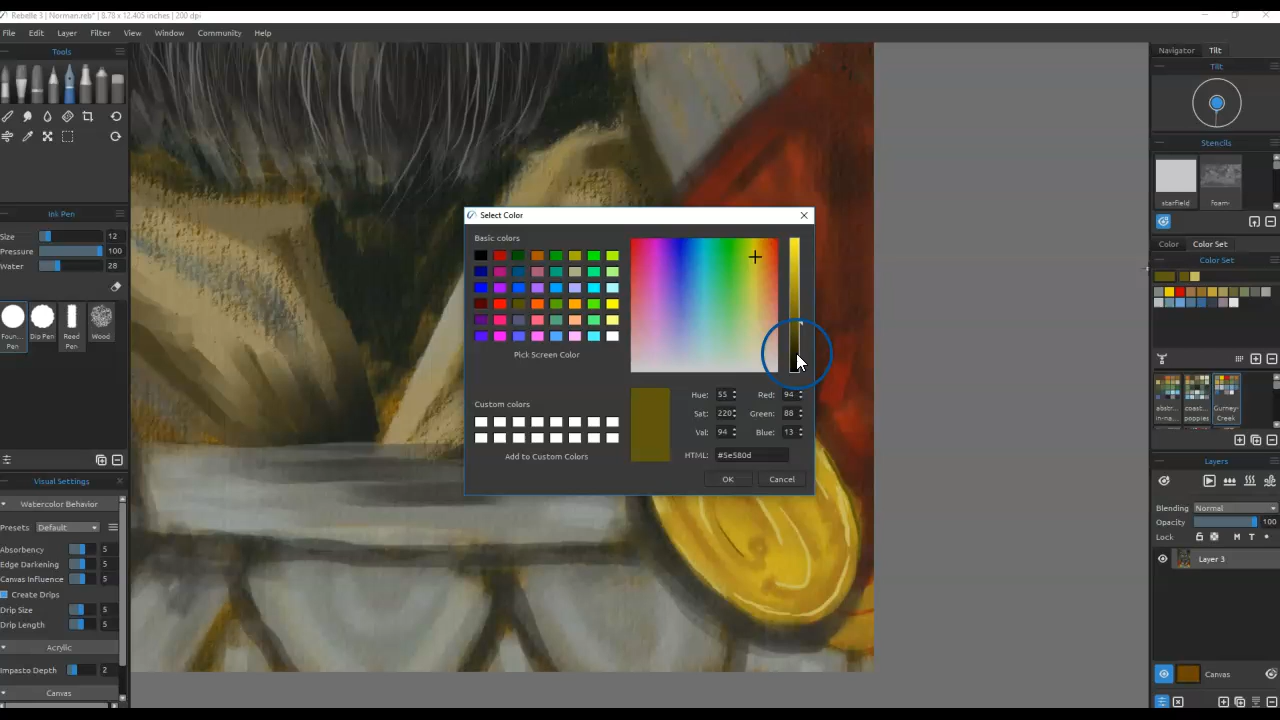 Rebelle 3 | Norman.reb* | 8.78 x 12.405 inches | 200 dpi
File Edit Layer Filter View Window Community Help
Tools
Ink Pen
Size 12
Pressure 100
Water 28
Foun... Pen
Dip Pen
Reed Pen
Wood
Visual Settings
Watercolor Behavior
Presets Default
Absorbency 5
Edge Darkening 5
Canvas Influence 5
Create Drips
Drip Size 5
Drip Length 5
Acrylic
Impasto Depth 2
Canvas
Select Color
Basic colors
Pick Screen Color
Custom colors
Add to Custom Colors
Hue: 55 Red: 94
Sat: 220 Green: 88
Val: 94 Blue: 13
HTML: #5e580d
OK Cancel
Navigator Tilt
Tilt
Stencils
starfield Foam
Color Color Set
Color Set
abstr... in-na...
coast... poppies
Gurney-Creek
Layers
Blending Normal
Opacity 100
Lock M T
Layer 3
Canvas